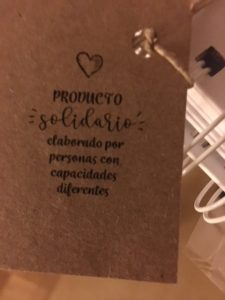 PRODUCTO
solidario
elaborado por
personas con
capacidades
diferentes